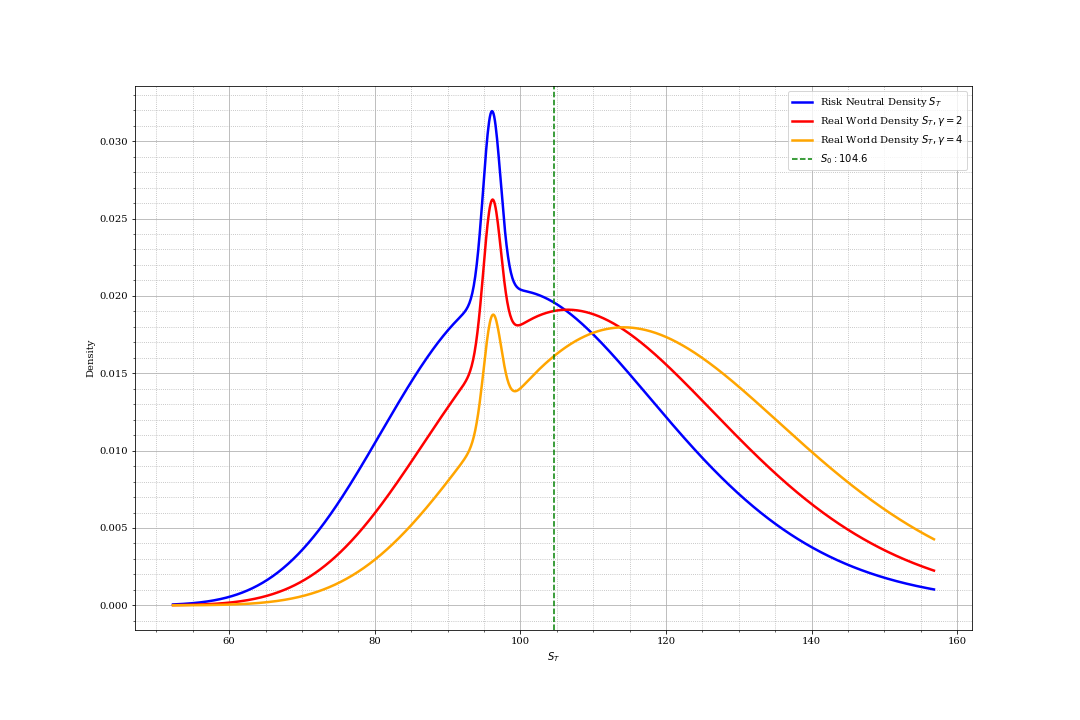 Risk Neutral Density S_T
Real World Density S_T, γ = 2
Real World Density S_T, γ = 4
S_0 : 104.6
0.030
0.025
0.020
0.015
0.010
0.005
0.000
Density
60 80 100 120 140 160
S_T